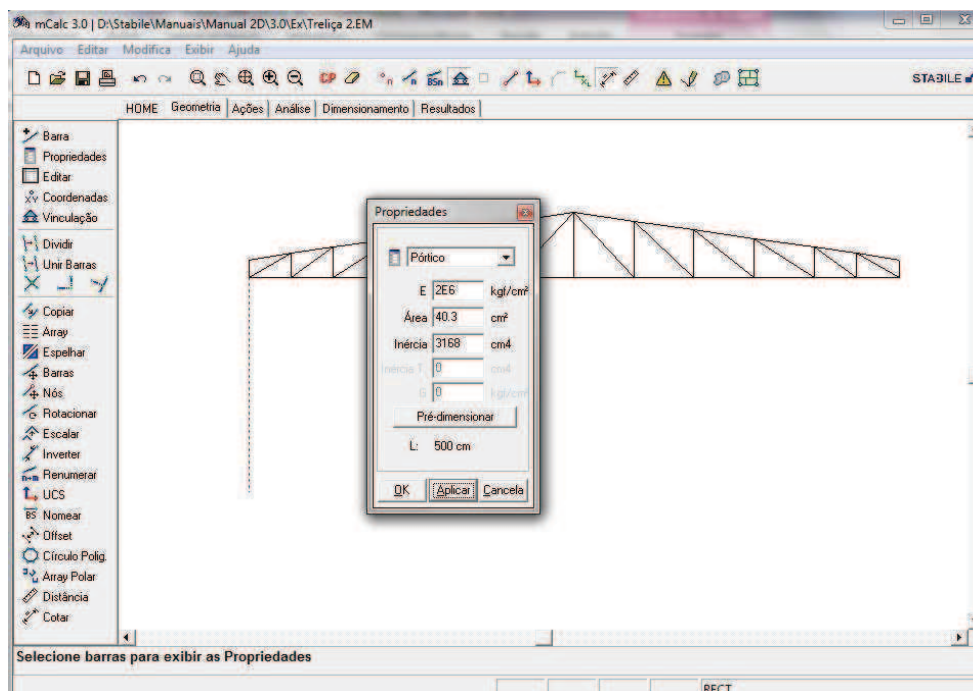 mCalc 3.0 | D:\Stabile\Manuais\Manual 2D\3.0\Ex\Treliça 2.EM
Arquivo Editar Modifica Exibir Ajuda
CP n n BSn STABILE
HOME Geometria Ações Análise Dimensionamento Resultados
Barra
Propriedades
Editar
Coordenadas
Vinculação
Dividir
Unir Barras
Copiar
Array
Espelhar
Barras
Nós
Rotacionar
Escalar
Inverter
Renumerar
UCS
BS Nomear
Offset
Círculo Polig.
Array Polar
Distância
Cotar
Propriedades
Pórtico
E 2E6 kgf/cm²
Área 40.3 cm²
Inércia 3168 cm4
Inércia T. 0 cm4
G 0 kgf/cm²
Pré-dimensionar
L: 500 cm
OK Aplicar Cancela
Selecione barras para exibir as Propriedades
RECT